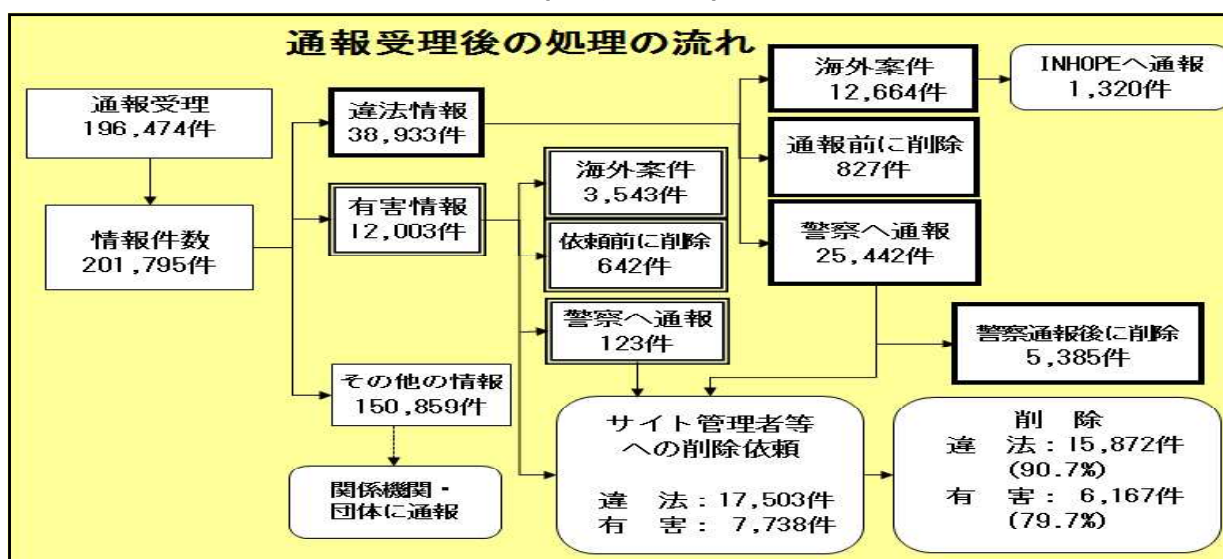 通報受理後の処理の流れ
通報受理
196,474件
情報件数
201,795件
違法情報
38,933件
有害情報
12,003件
その他の情報
150,859件
関係機関・
団体に通報
海外案件
3,543件
依頼前に削除
642件
警察へ通報
123件
海外案件
12,664件
INHOPEへ通報
1,320件
通報前に削除
827件
警察へ通報
25,442件
警察通報後に削除
5,385件
サイト管理者等
への削除依頼
違 法:17,503件
有 害: 7,738件
削 除
違 法:15,872件
(90.7%)
有 害: 6,167件
(79.7%)